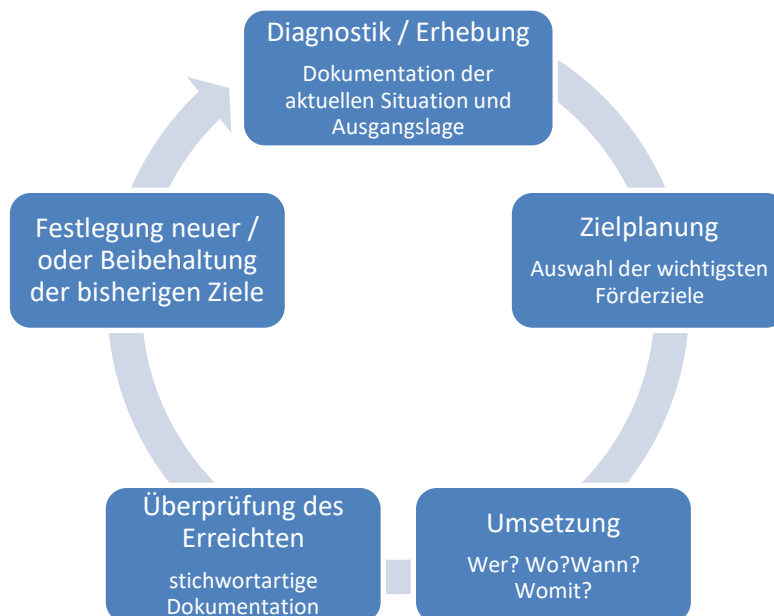 Diagnostik / Erhebung
Dokumentation der
aktuellen Situation und
Ausgangslage
Zielplanung
Auswahl der wichtigsten
Förderziele
Umsetzung
Wer? Wo?Wann?
Womit?
Überprüfung des
Erreichten
stichwortartige
Dokumentation
Festlegung neuer /
oder Beibehaltung
der bisherigen Ziele